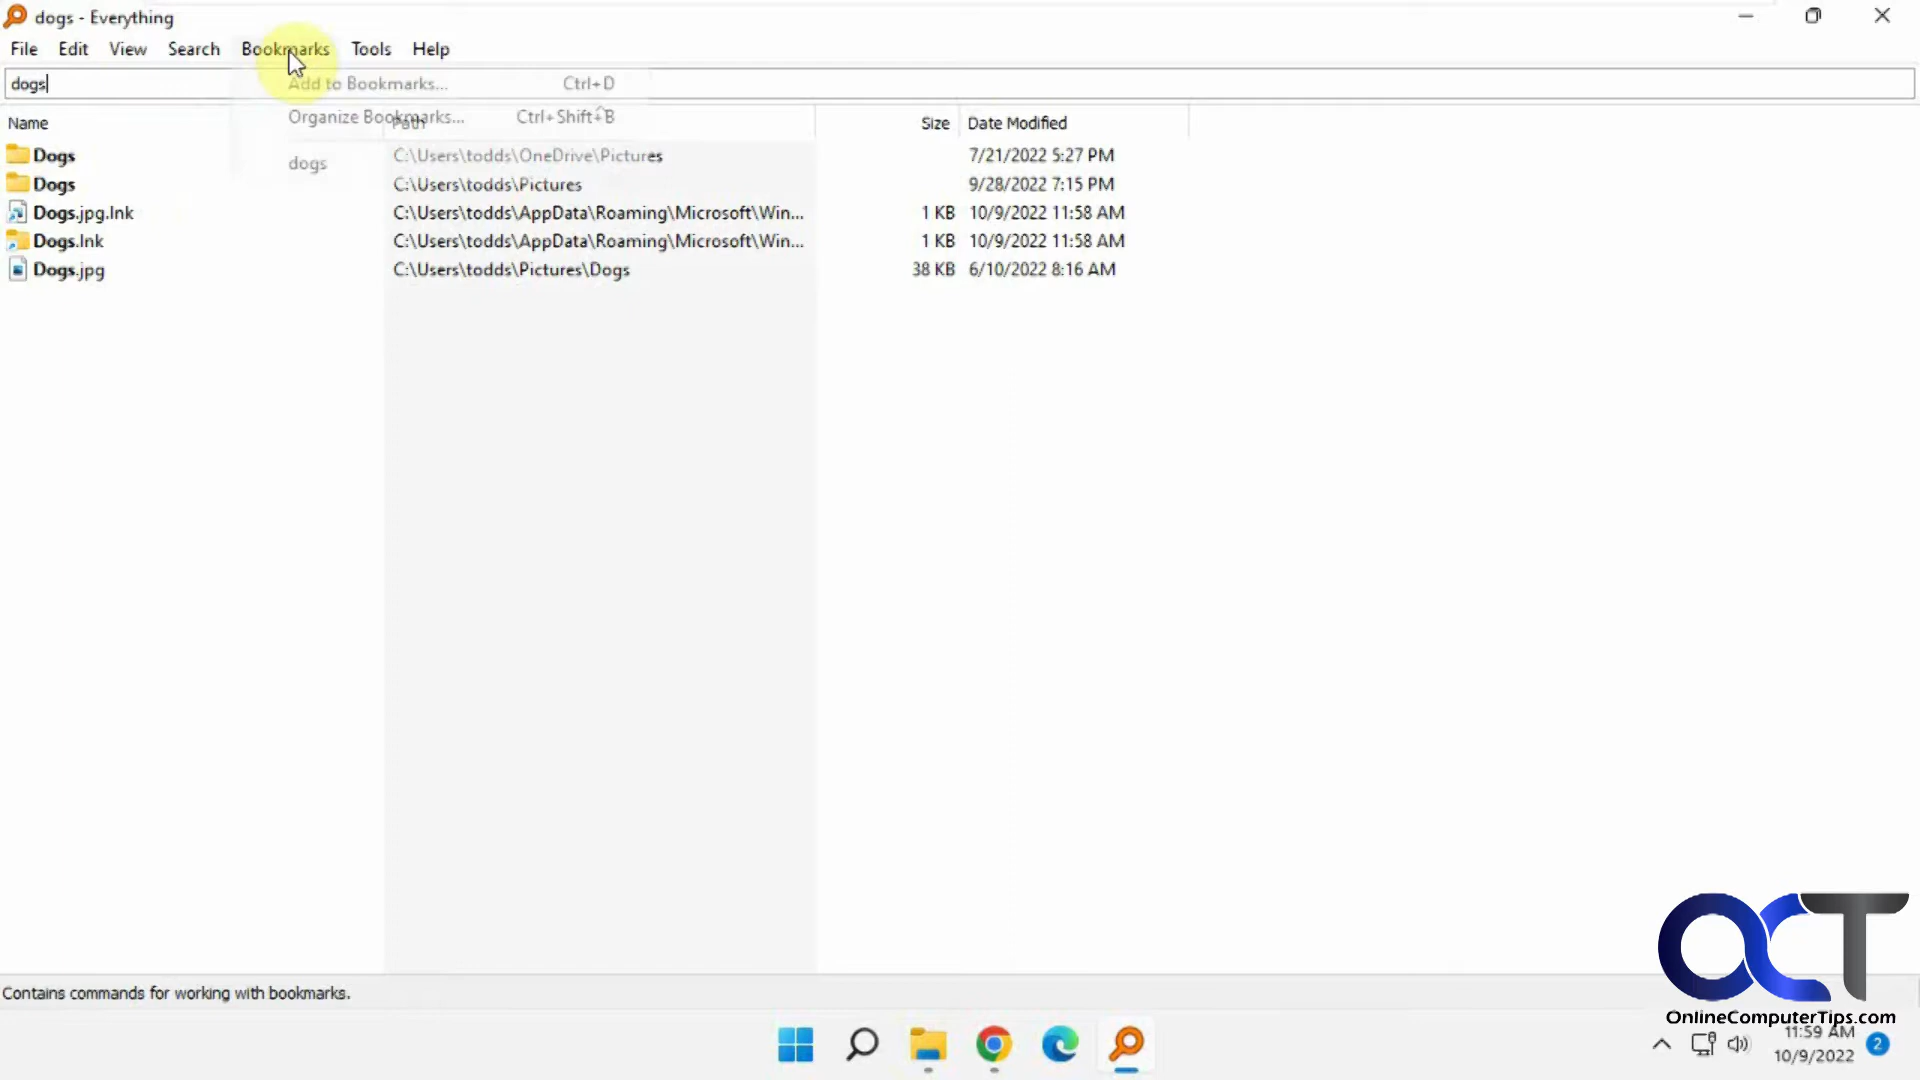 dogs - Everything
File Edit View Search Bookmarks Tools Help
dogs
Add to Bookmarks... Ctrl+D
Organize Bookmarks... Ctrl+Shift+B
dogs
Name Path Size Date Modified
Dogs C:\Users\todds\OneDrive\Pictures 7/21/2022 5:27 PM
Dogs C:\Users\todds\Pictures 9/28/2022 7:15 PM
Dogs.jpg.lnk C:\Users\todds\AppData\Roaming\Microsoft\Win... 1 KB 10/9/2022 11:58 AM
Dogs.lnk C:\Users\todds\AppData\Roaming\Microsoft\Win... 1 KB 10/9/2022 11:58 AM
Dogs.jpg C:\Users\todds\Pictures\Dogs 38 KB 6/10/2022 8:16 AM
Contains commands for working with bookmarks.
OCT
OnlineComputerTips.com
11:59 AM
10/9/2022
2